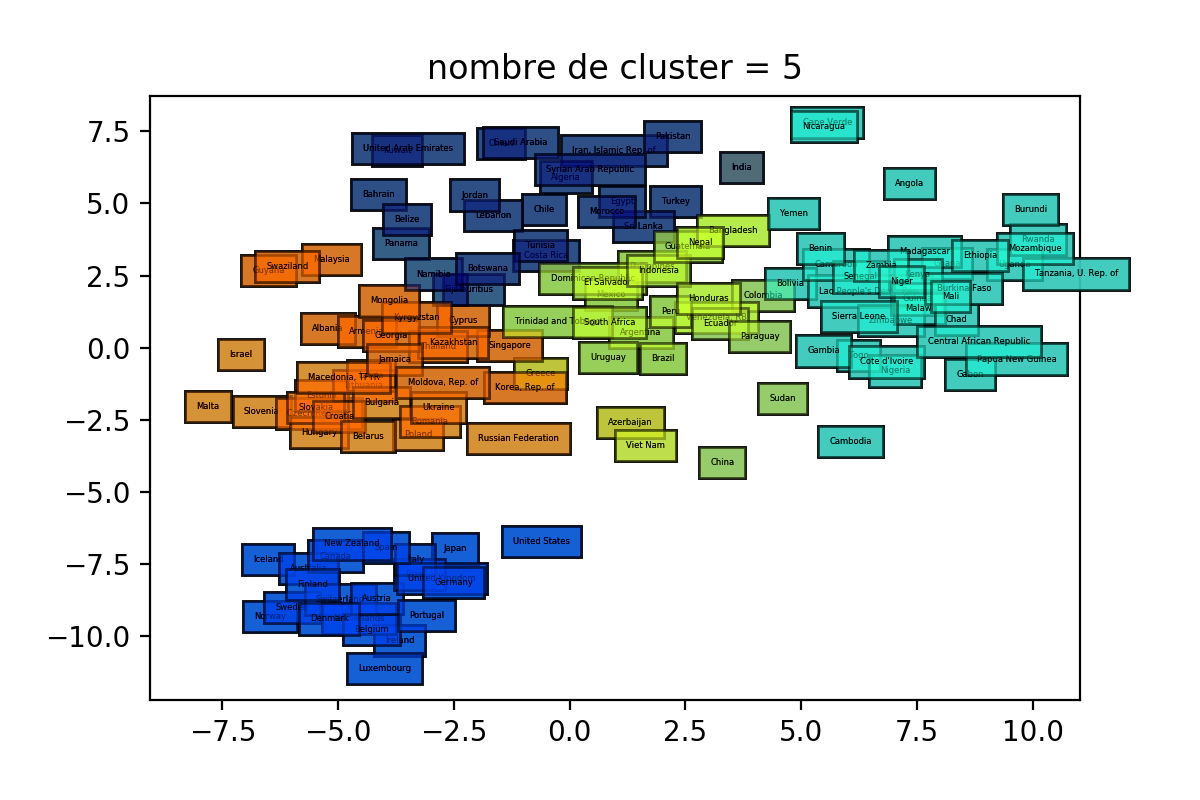 nombre de cluster = 5
7.5
5.0
2.5
0.0
−2.5
−5.0
−7.5
−10.0
Cape Verde
Nicaragua
Pakistan
Saudi Arabia
United Arab Emirates
Iran, Islamic Rep. of
India
Syrian Arab Republic
Algeria
Angola
Bahrain
Jordan
Egypt
Turkey
Chile
Morocco
Lebanon
Yemen
Burundi
Belize
Sri Lanka
Bangladesh
Panama
Tunisia
Nepal
Rwanda
Costa Rica
Benin
Madagascar
Mozambique
Ethiopia
Malaysia
Swaziland
Guyana
Botswana
Namibia
Indonesia
Zambia
Tanzania, U. Rep. of
Dominican Republic
El Salvador
Bolivia
Niger
Burkina Faso
Mongolia
Mexico
Honduras
Colombia
Mali
Malawi
Kyrgyzstan
Cyprus
Trinidad and Tobago
South Africa
Ecuador
Sierra Leone
Zimbabwe
Chad
Albania
Georgia
Argentina
Paraguay
Kazakhstan
Singapore
Central African Republic
Israel
Jamaica
Uruguay
Brazil
Gambia
Cote d'Ivoire
Papua New Guinea
Nigeria
Gabon
Greece
Macedonia, TFYR
Moldova, Rep. of
Korea, Rep. of
Sudan
Malta
Slovenia
Slovakia
Bulgaria
Ukraine
Croatia
Romania
Azerbaijan
Hungary
Belarus
Poland
Russian Federation
Viet Nam
Cambodia
China
United States
New Zealand
Spain
Japan
Iceland
Canada
Italy
Australia
Finland
United Kingdom
Germany
Austria
Sweden
Norway
Denmark
Portugal
Belgium
Ireland
Luxembourg
−7.5
−5.0
−2.5
0.0
2.5
5.0
7.5
10.0